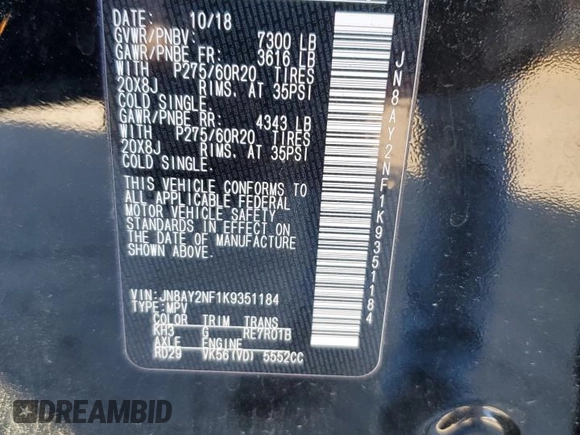 DATE: 10/18
GVWR/PNBV: 7300 LB
GAWR/PNBE FR: 3616 LB
WITH P275/60R20 TIRES
20X8J RIMS, AT 35PSI
COLD SINGLE.
GAWR/PNBE RR: 4343 LB
WITH P275/60R20 TIRES
20X8J RIMS, AT 35PSI
COLD SINGLE.
THIS VEHICLE CONFORMS TO
ALL APPLICABLE FEDERAL
MOTOR VEHICLE SAFETY
STANDARDS IN EFFECT ON
THE DATE OF MANUFACTURE
SHOWN ABOVE.
VIN: JN8AY2NF1K9351184
TYPE: MPV
COLOR TRIM TRANS
KH3 G RE7R01B
AXLE ENGINE
RD29 VK56(VD) 5552CC
JN8AY2NF1K9351184
DREAMBID